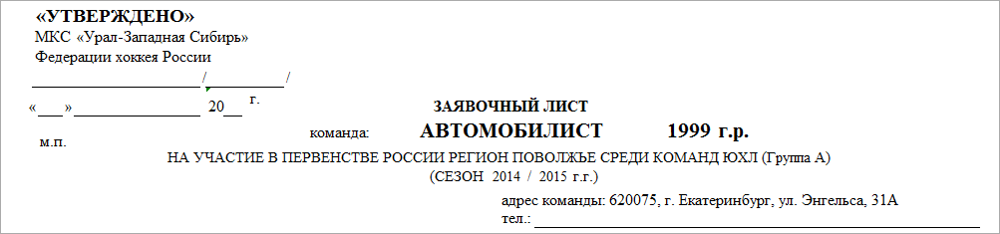 «УТВЕРЖДЕНО»
МКС «Урал-Западная Сибирь»
Федерации хоккея России
____________________/__________/
«___»_______________ 20__ г.
ЗАЯВОЧНЫЙ ЛИСТ
м.п.
команда: АВТОМОБИЛИСТ 1999 г.р.
НА УЧАСТИЕ В ПЕРВЕНСТВЕ РОССИИ РЕГИОН ПОВОЛЖЬЕ СРЕДИ КОМАНД ЮХЛ (Группа А)
(СЕЗОН 2014 / 2015 г.г.)
адрес команды: 620075, г. Екатеринбург, ул. Энгельса, 31А
тел.: